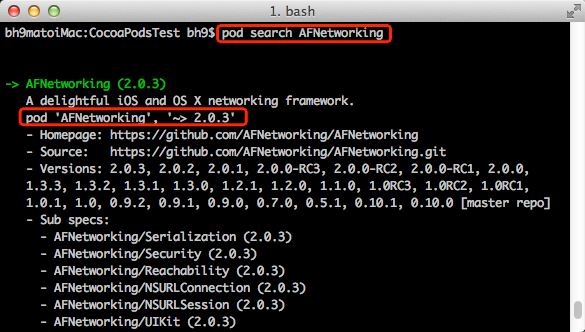 1. bash
bh9matoiMac:CocoaPodsTest bh9$ pod search AFNetworking
-> AFNetworking (2.0.3)
A delightful iOS and OS X networking framework.
pod 'AFNetworking', '~> 2.0.3'
- Homepage: https://github.com/AFNetworking/AFNetworking
- Source:   https://github.com/AFNetworking/AFNetworking.git
- Versions: 2.0.3, 2.0.2, 2.0.1, 2.0.0-RC3, 2.0.0-RC2, 2.0.0-RC1, 2.0.0,
1.3.3, 1.3.2, 1.3.1, 1.3.0, 1.2.1, 1.2.0, 1.1.0, 1.0RC3, 1.0RC2, 1.0RC1,
1.0.1, 1.0, 0.9.2, 0.9.1, 0.9.0, 0.7.0, 0.5.1, 0.10.1, 0.10.0 [master repo]
- Sub specs:
- AFNetworking/Serialization (2.0.3)
- AFNetworking/Security (2.0.3)
- AFNetworking/Reachability (2.0.3)
- AFNetworking/NSURLConnection (2.0.3)
- AFNetworking/NSURLSession (2.0.3)
- AFNetworking/UIKit (2.0.3)